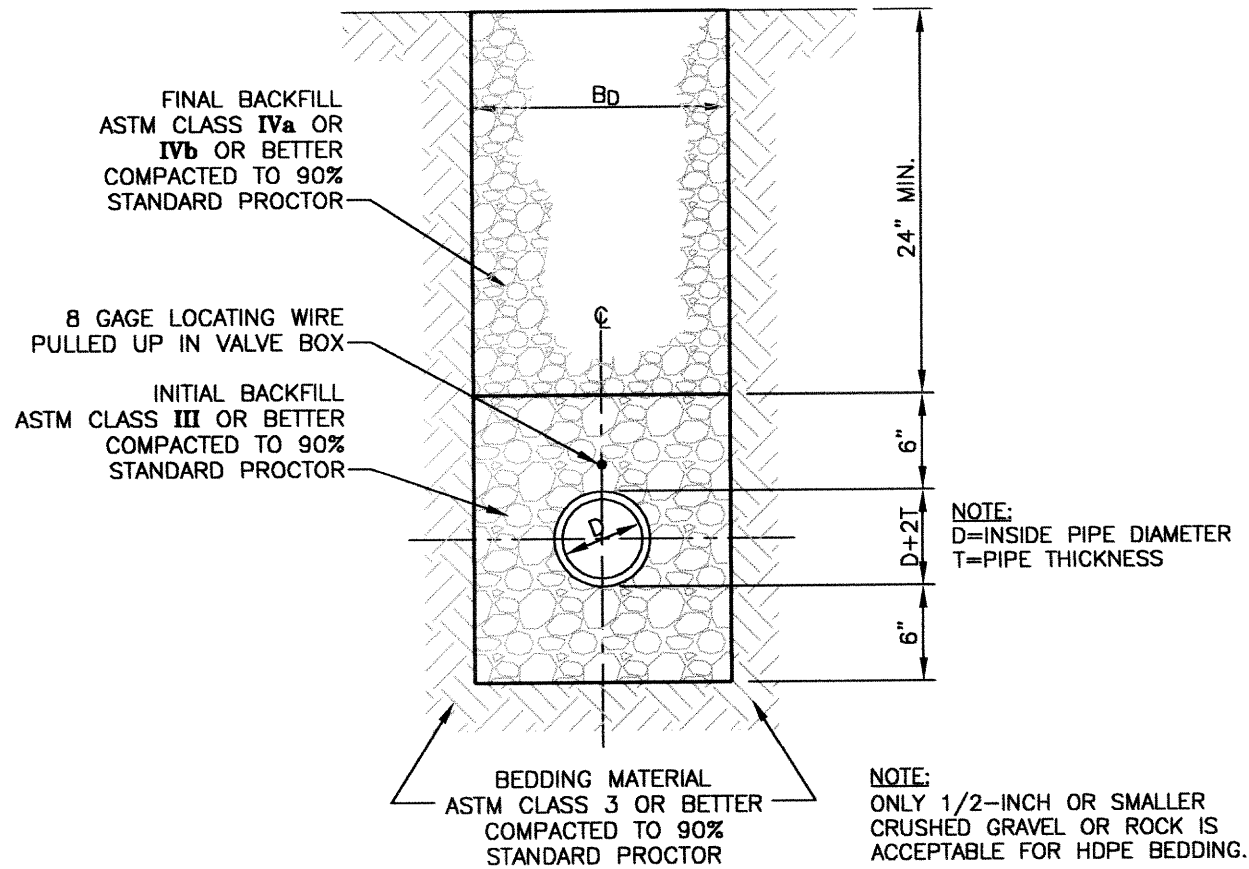 FINAL BACKFILL
ASTM CLASS IVa OR
IVb OR BETTER
COMPACTED TO 90%
STANDARD PROCTOR
BD
24" MIN.
8 GAGE LOCATING WIRE
PULLED UP IN VALVE BOX
℄
INITIAL BACKFILL
ASTM CLASS III OR BETTER
COMPACTED TO 90%
STANDARD PROCTOR
6"
D
D+2T
NOTE:
D=INSIDE PIPE DIAMETER
T=PIPE THICKNESS
6"
BEDDING MATERIAL
ASTM CLASS 3 OR BETTER
COMPACTED TO 90%
STANDARD PROCTOR
NOTE:
ONLY 1/2-INCH OR SMALLER
CRUSHED GRAVEL OR ROCK IS
ACCEPTABLE FOR HDPE BEDDING.